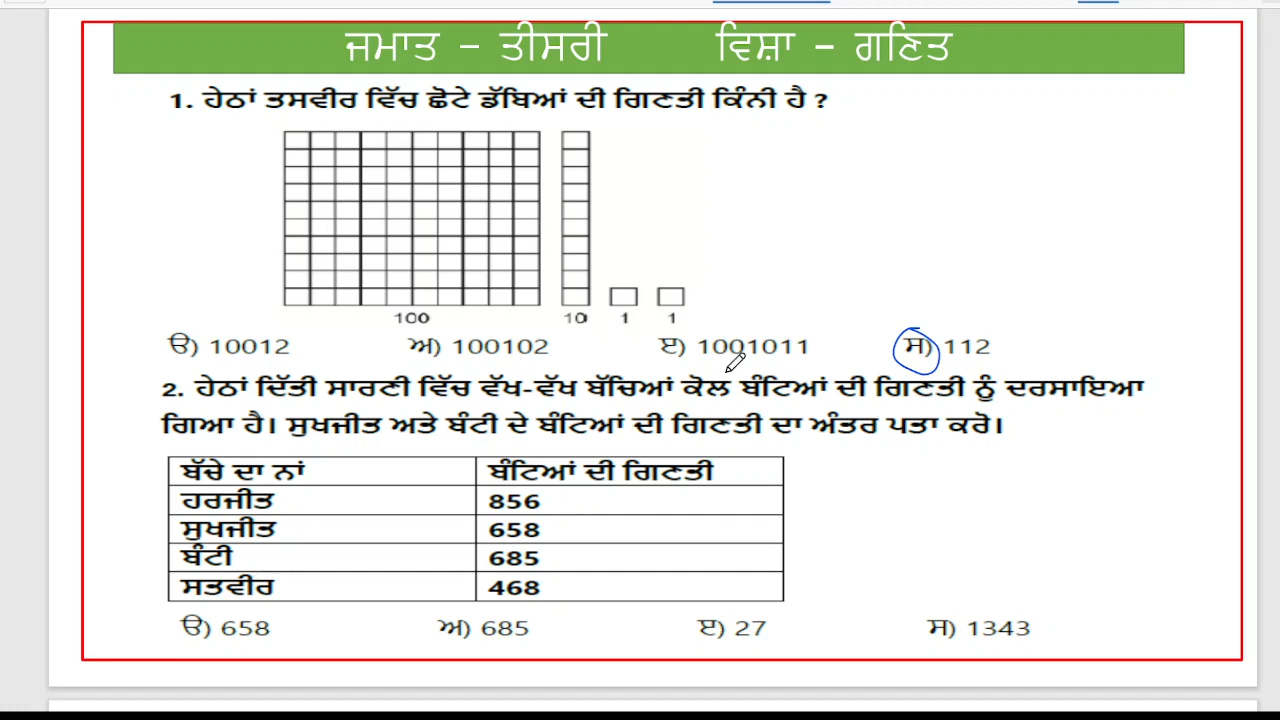 ਜਮਾਤ – ਤੀਸਰੀ ਵਿਸ਼ਾ – ਗਣਿਤ
1. ਹੇਠਾਂ ਤਸਵੀਰ ਵਿੱਚ ਛੋਟੇ ਡੱਬਿਆਂ ਦੀ ਗਿਣਤੀ ਕਿੰਨੀ ਹੈ ?
100 10 1 1
ੳ) 10012 ਅ) 100102 ੲ) 1001011 ਸ) 112
2. ਹੇਠਾਂ ਦਿੱਤੀ ਸਾਰਣੀ ਵਿੱਚ ਵੱਖ-ਵੱਖ ਬੱਚਿਆਂ ਕੋਲ ਬੰਟਿਆਂ ਦੀ ਗਿਣਤੀ ਨੂੰ ਦਰਸਾਇਆ
ਗਿਆ ਹੈ। ਸੁਖਜੀਤ ਅਤੇ ਬੰਟੀ ਦੇ ਬੰਟਿਆਂ ਦੀ ਗਿਣਤੀ ਦਾ ਅੰਤਰ ਪਤਾ ਕਰੋ।
ਬੱਚੇ ਦਾ ਨਾਂ ਬੰਟਿਆਂ ਦੀ ਗਿਣਤੀ
ਹਰਜੀਤ 856
ਸੁਖਜੀਤ 658
ਬੰਟੀ 685
ਸਤਵੀਰ 468
ੳ) 658 ਅ) 685 ੲ) 27 ਸ) 1343